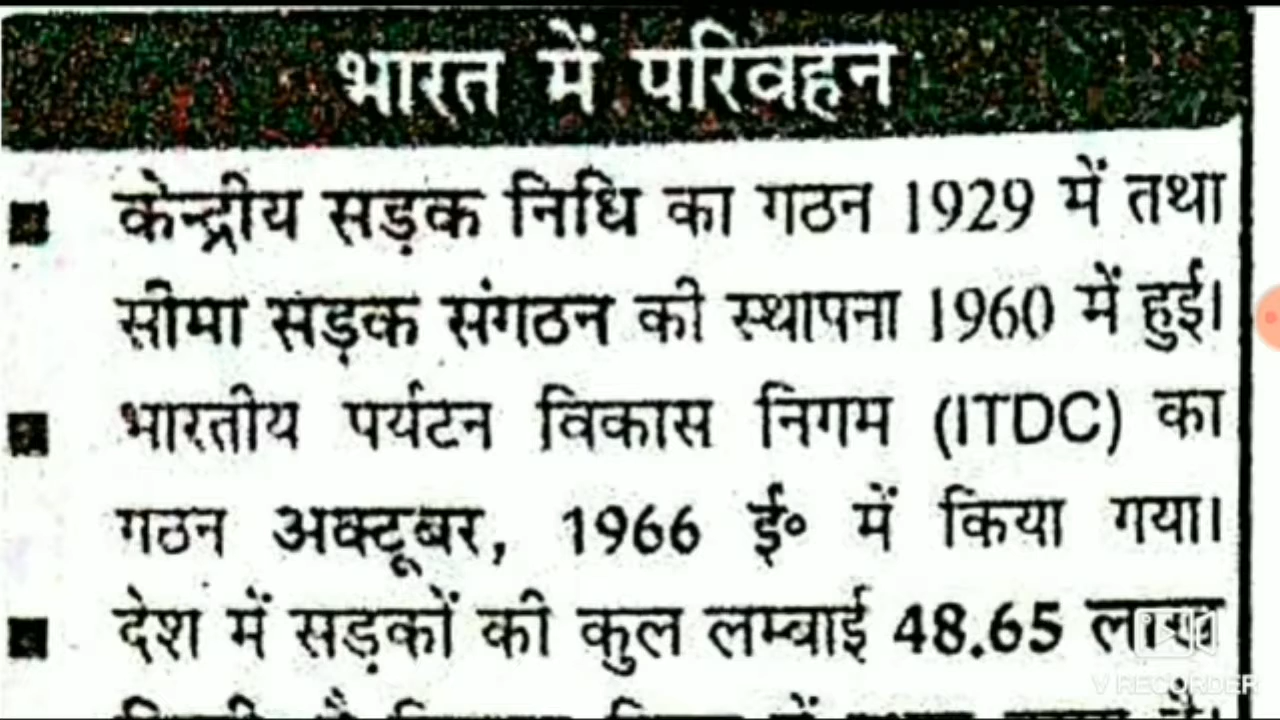 भारत में परिवहन
केन्द्रीय सड़क निधि का गठन 1929 में तथा
सीमा सड़क संगठन की स्थापना 1960 में हुई।
भारतीय पर्यटन विकास निगम (ITDC) का
गठन अक्टूबर, 1966 ई० में किया गया।
देश में सड़कों की कुल लम्बाई 48.65 लाख
V RECORDER